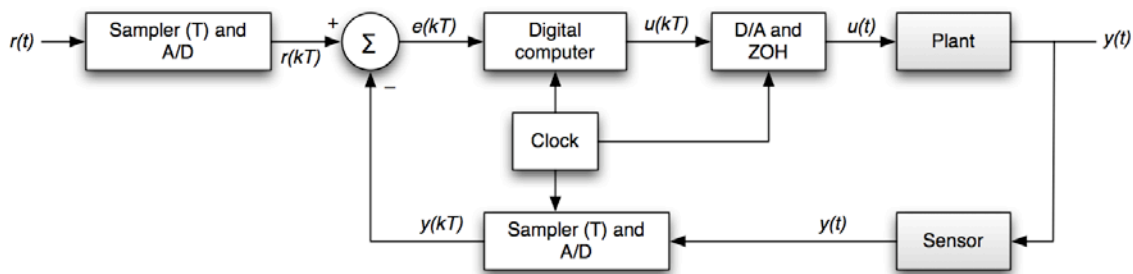 r(t)
Sampler (T) and
A/D
r(kT)
+
Σ
–
e(kT)
Digital
computer
u(kT)
D/A and
ZOH
u(t)
Plant
y(t)
Clock
y(kT)
Sampler (T) and
A/D
y(t)
Sensor